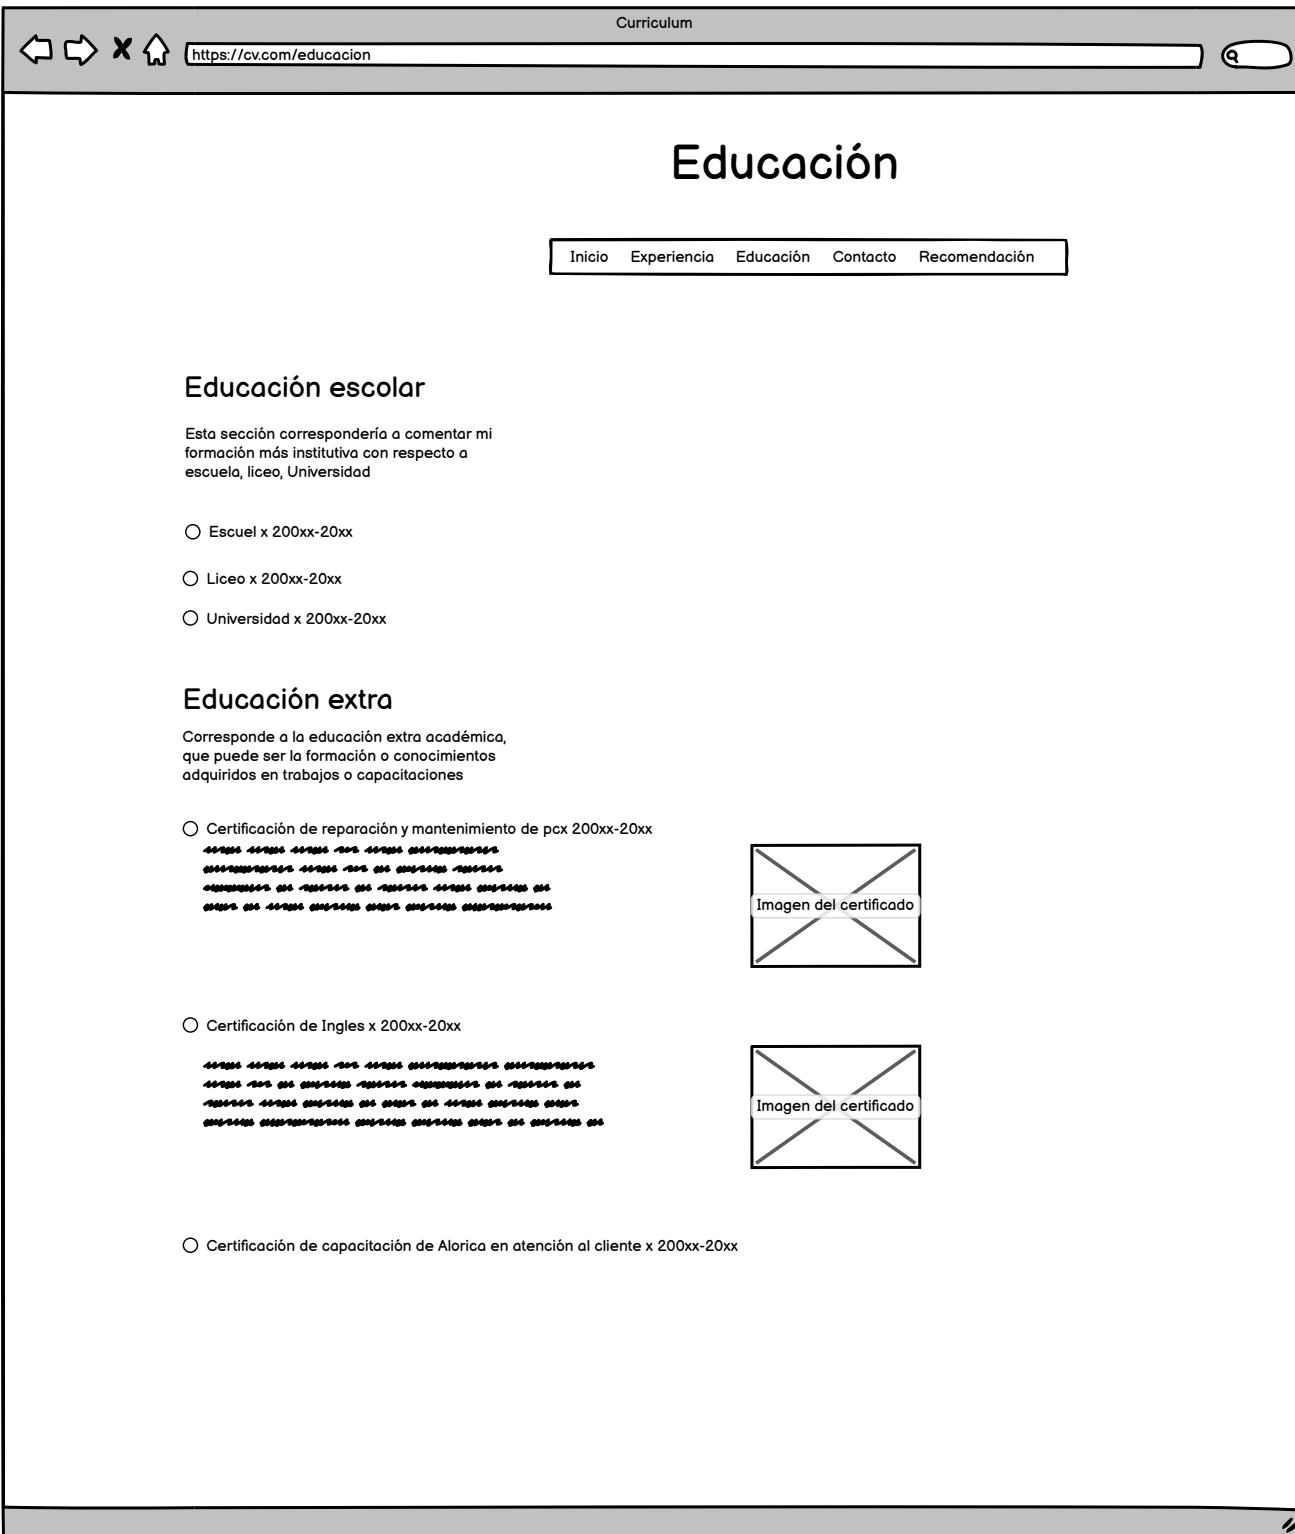 Curriculum
https://cv.com/educacion
Educación
Inicio Experiencia Educación Contacto Recomendación
Educación escolar
Esta sección correspondería a comentar mi
formación más institutiva con respecto a
escuela, liceo, Universidad
Escuel x 200xx-20xx
Liceo x 200xx-20xx
Universidad x 200xx-20xx
Educación extra
Corresponde a la educación extra académica,
que puede ser la formación o conocimientos
adquiridos en trabajos o capacitaciones
Certificación de reparación y mantenimiento de pcx 200xx-20xx
Imagen del certificado
Certificación de Ingles x 200xx-20xx
Imagen del certificado
Certificación de capacitación de Alorica en atención al cliente x 200xx-20xx